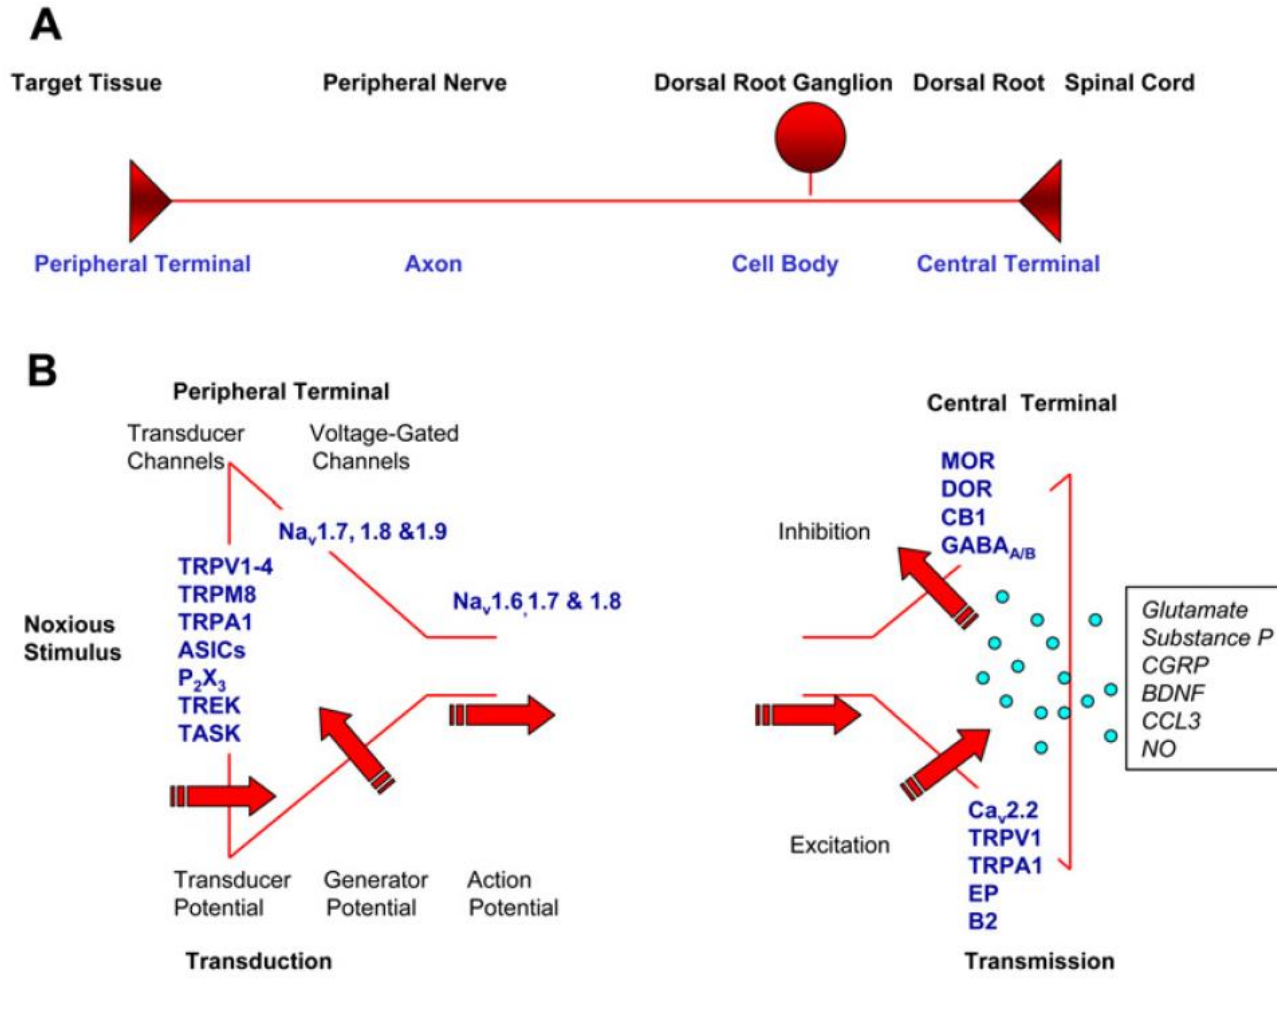 A
Target Tissue Peripheral Nerve Dorsal Root Ganglion Dorsal Root Spinal Cord
Peripheral Terminal Axon Cell Body Central Terminal
B
Peripheral Terminal
Transducer Channels
Voltage-Gated Channels
Nav1.7, 1.8 &1.9
Nav1.6,1.7 & 1.8
Noxious
Stimulus
TRPV1-4
TRPM8
TRPA1
ASICs
P2X3
TREK
TASK
Transducer
Potential
Generator
Potential
Action
Potential
Transduction
Central Terminal
MOR
DOR
CB1
GABAA/B
Inhibition
Glutamate
Substance P
CGRP
BDNF
CCL3
NO
Excitation
Cav2.2
TRPV1
TRPA1
EP
B2
Transmission